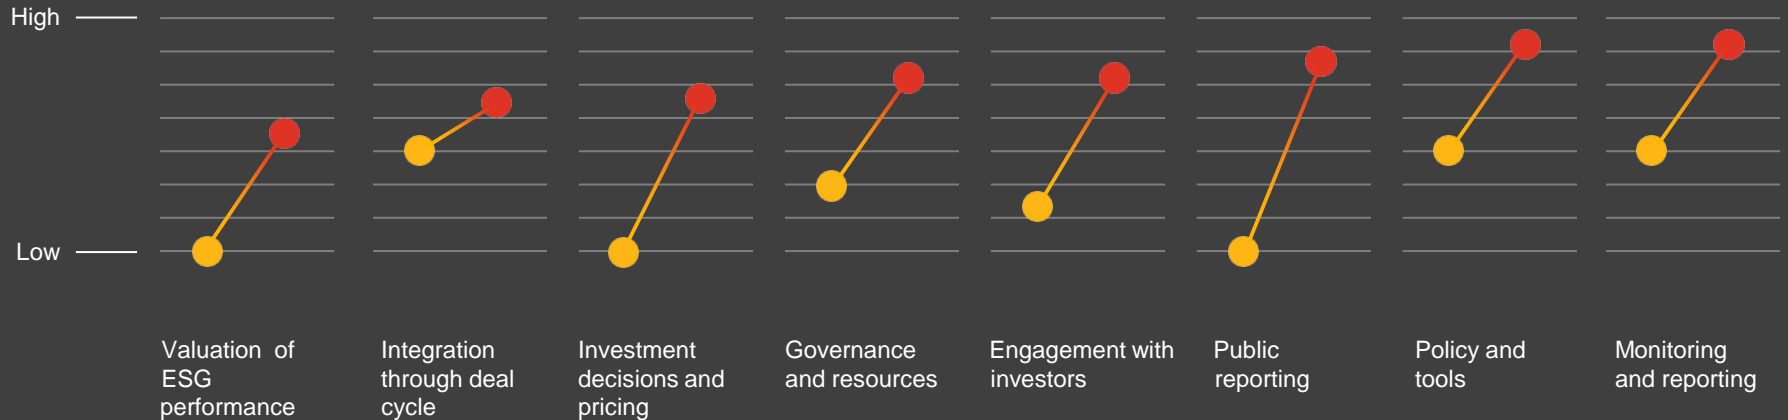 High
Low
Valuation of
ESG
performance
Integration
through deal
cycle
Investment
decisions and
pricing
Governance
and resources
Engagement with
investors
Public
reporting
Policy and
tools
Monitoring
and reporting